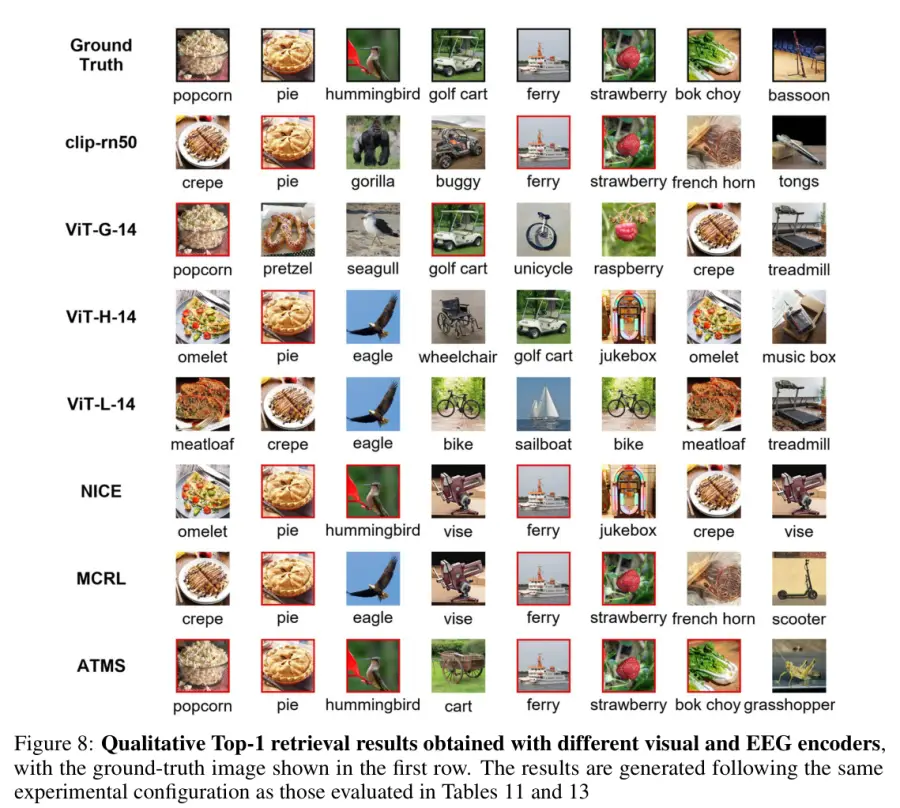 Ground
Truth
popcorn pie hummingbird golf cart ferry strawberry bok choy bassoon
clip-rn50
crepe pie gorilla buggy ferry strawberry french horn tongs
ViT-G-14
popcorn pretzel seagull golf cart unicycle raspberry crepe treadmill
ViT-H-14
omelet pie eagle wheelchair golf cart jukebox omelet music box
ViT-L-14
meatloaf crepe eagle bike sailboat bike meatloaf treadmill
NICE
omelet pie hummingbird vise ferry jukebox crepe vise
MCRL
crepe pie eagle vise ferry strawberry french horn scooter
ATMS
popcorn pie hummingbird cart ferry strawberry bok choy grasshopper
Figure 8: Qualitative Top-1 retrieval results obtained with different visual and EEG encoders,
with the ground-truth image shown in the first row. The results are generated following the same
experimental configuration as those evaluated in Tables 11 and 13